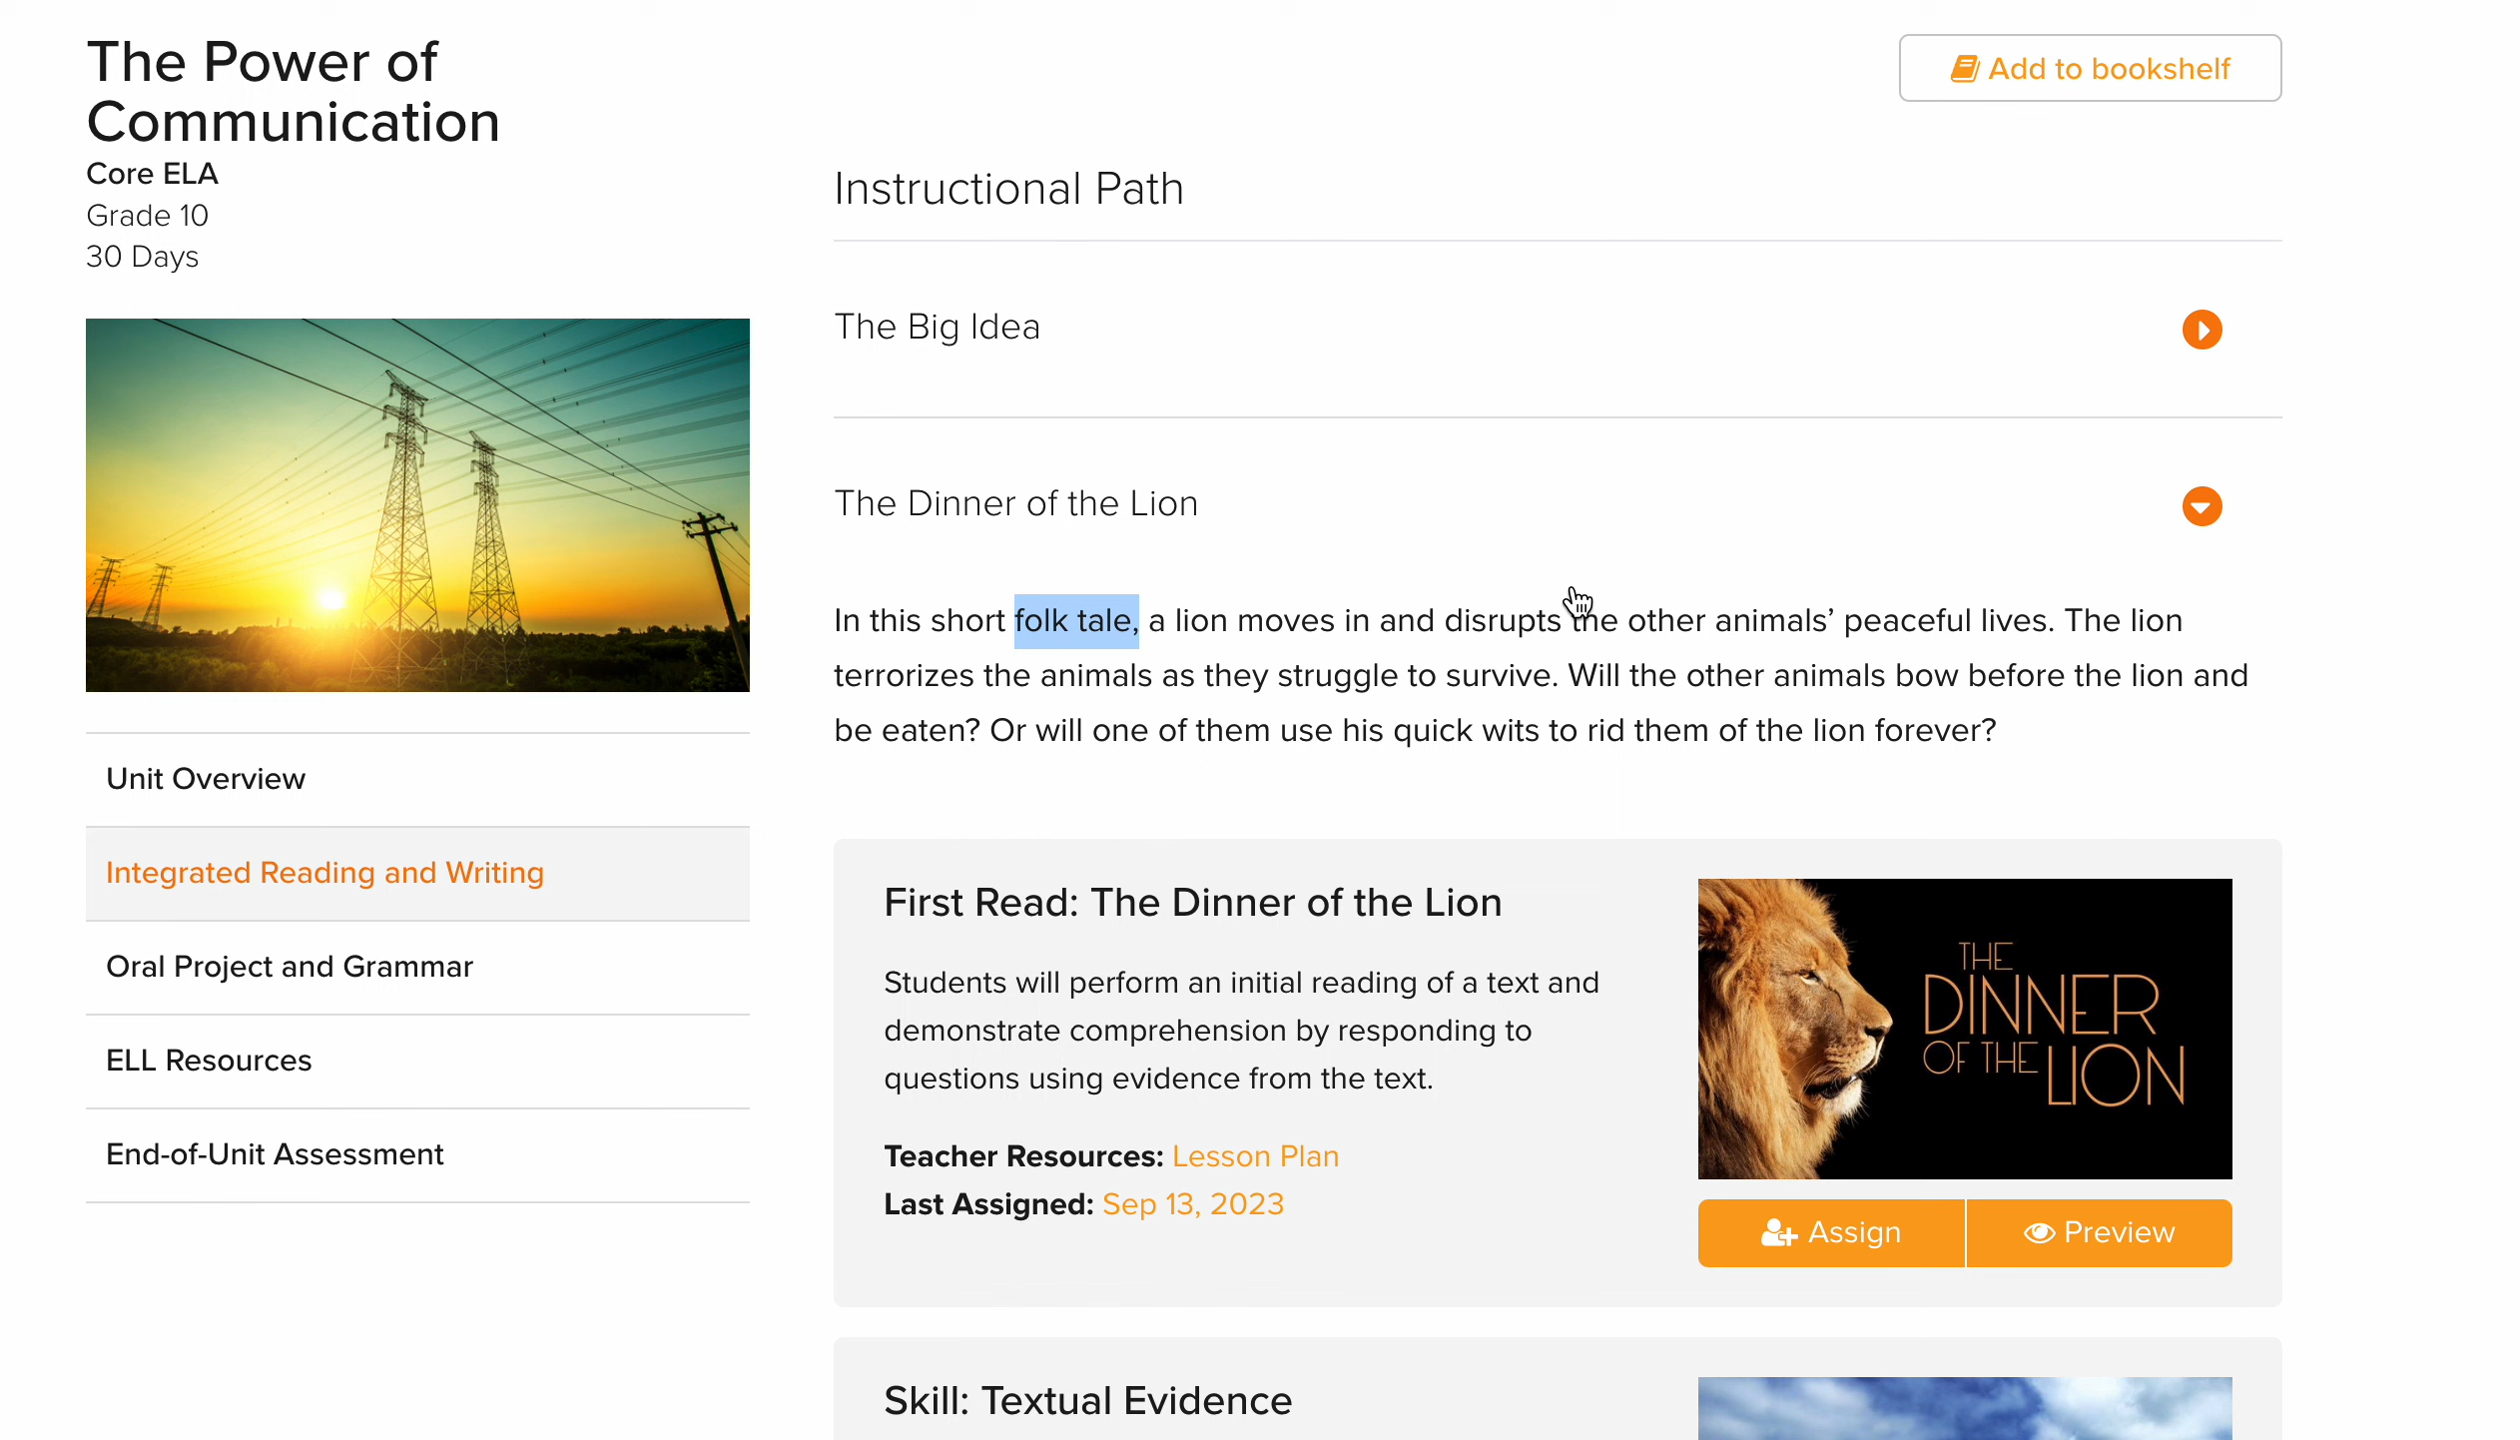 The Power of
Communication
Core ELA
Grade 10
30 Days
Unit Overview
Integrated Reading and Writing
Oral Project and Grammar
ELL Resources
End-of-Unit Assessment
Add to bookshelf
Instructional Path
The Big Idea
The Dinner of the Lion
In this short folk tale, a lion moves in and disrupts the other animals’ peaceful lives. The lion
terrorizes the animals as they struggle to survive. Will the other animals bow before the lion and
be eaten? Or will one of them use his quick wits to rid them of the lion forever?
First Read: The Dinner of the Lion
Students will perform an initial reading of a text and
demonstrate comprehension by responding to
questions using evidence from the text.
Teacher Resources: Lesson Plan
Last Assigned: Sep 13, 2023
THE
DINNER
OF THE LION
Assign
Preview
Skill: Textual Evidence